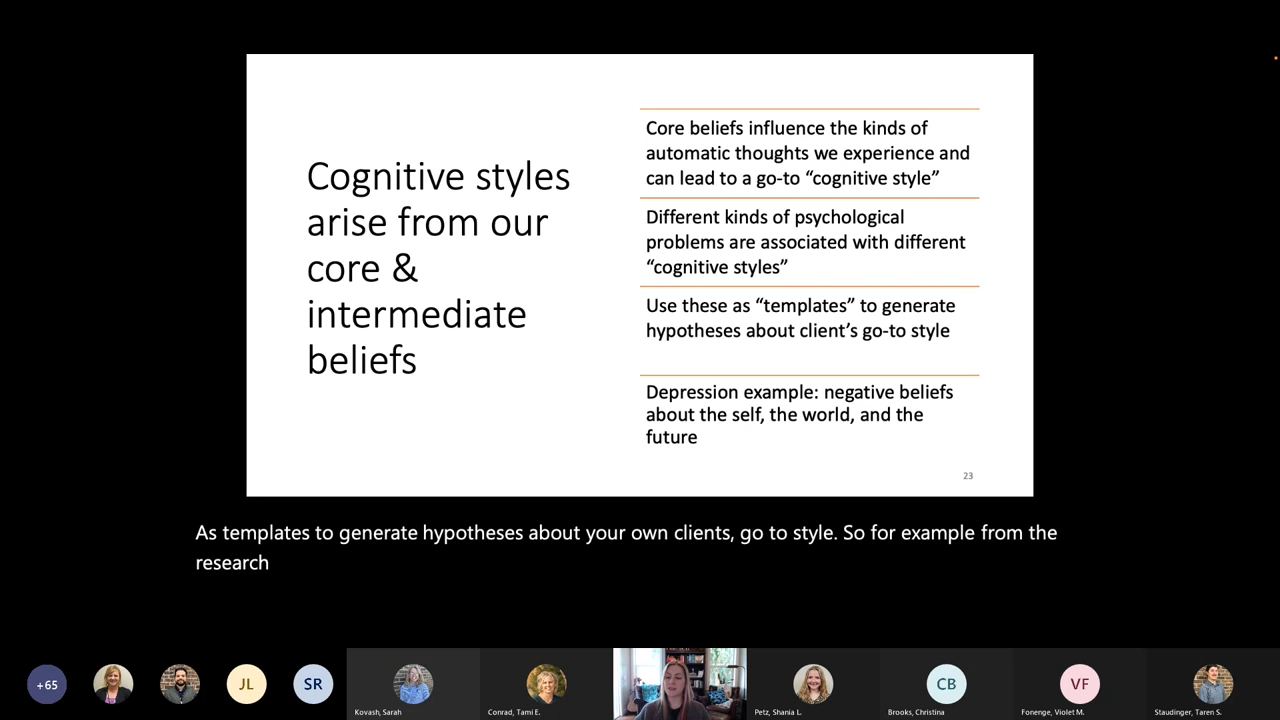 Cognitive styles
arise from our
core &
intermediate
beliefs
Core beliefs influence the kinds of
automatic thoughts we experience and
can lead to a go-to “cognitive style”
Different kinds of psychological
problems are associated with different
“cognitive styles”
Use these as “templates” to generate
hypotheses about client’s go-to style
Depression example: negative beliefs
about the self, the world, and the
future
23
As templates to generate hypotheses about your own clients, go to style. So for example from the
research
+65
JL
SR
Kovash, Sarah
Conrad, Tami E.
Petz, Shania L.
CB
Brooks, Christina
VF
Fonenge, Violet M.
Staudinger, Taren S.